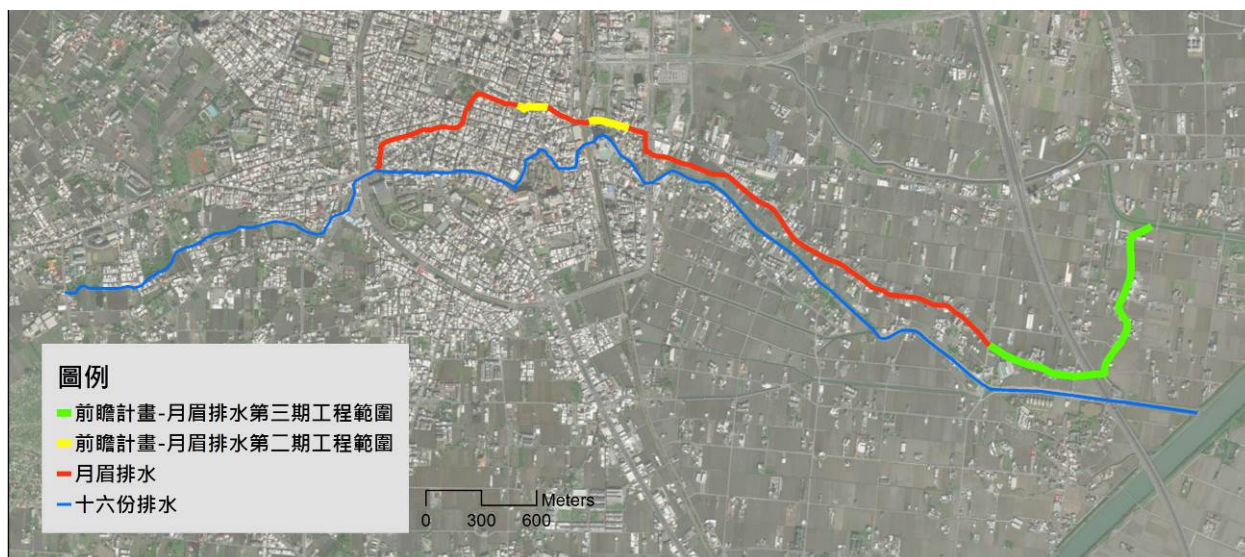 圖例
前瞻計畫-月眉排水第三期工程範圍
前瞻計畫-月眉排水第二期工程範圍
月眉排水
十六份排水
Meters
0 300 600